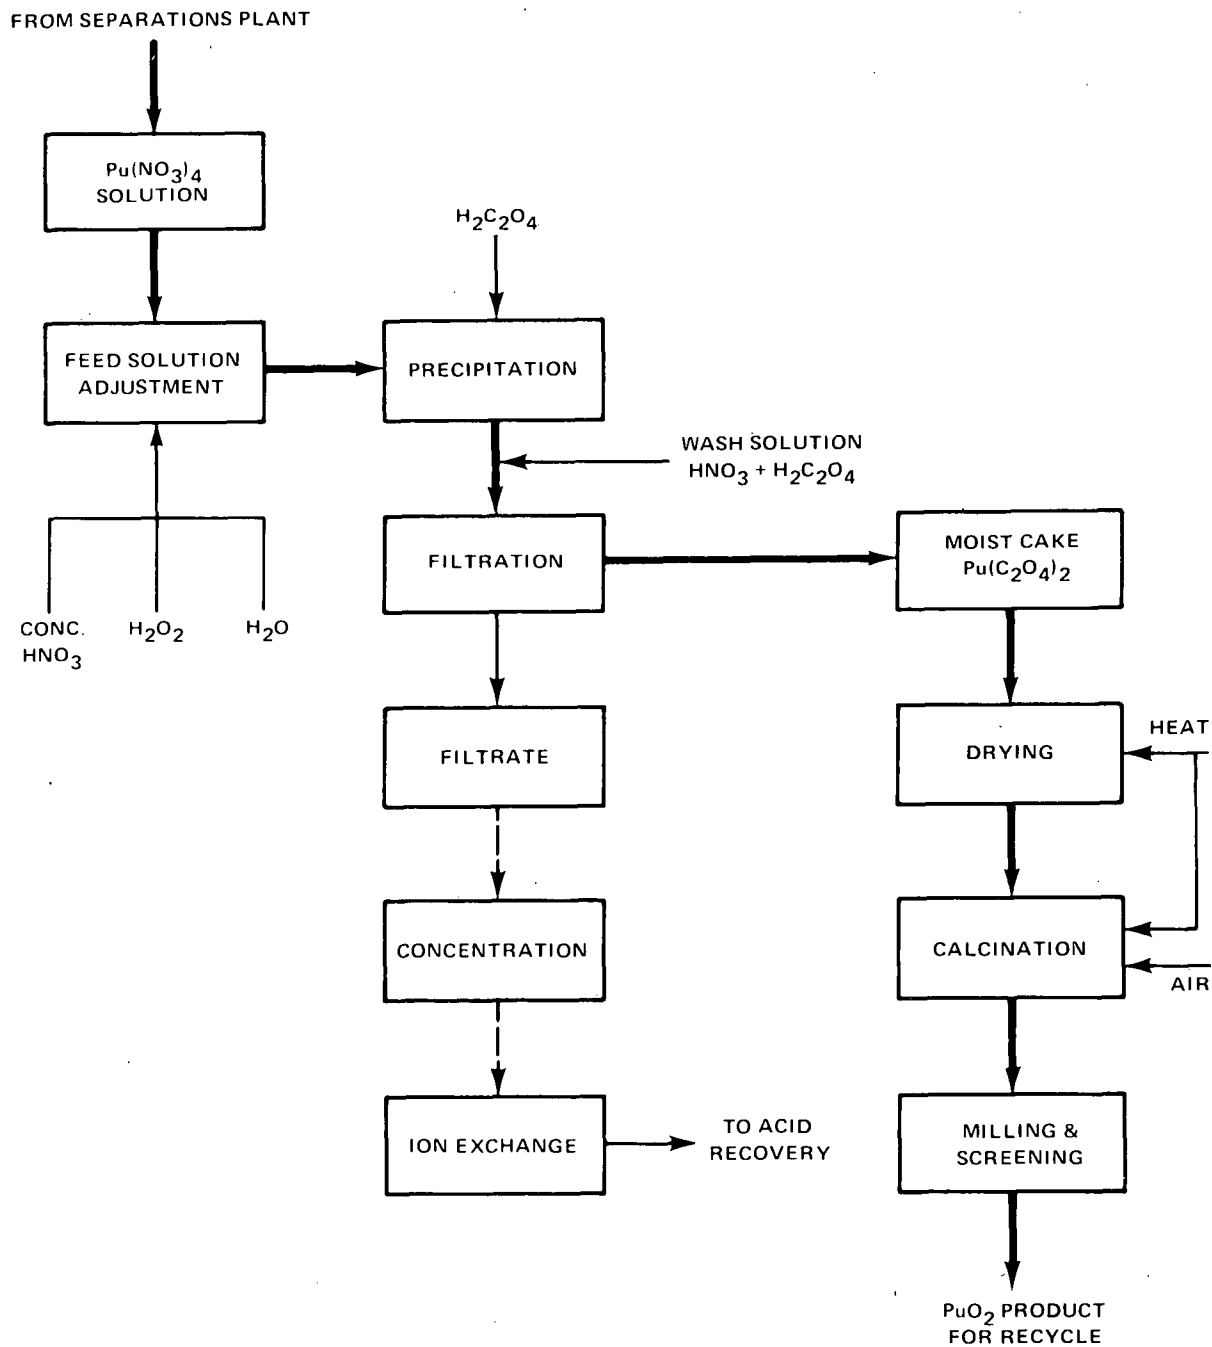 FROM SEPARATIONS PLANT
Pu(NO3)4
SOLUTION
H2C2O4
FEED SOLUTION
ADJUSTMENT
PRECIPITATION
WASH SOLUTION
HNO3 + H2C2O4
FILTRATION
MOIST CAKE
Pu(C2O4)2
CONC.
HNO3
H2O2
H2O
FILTRATE
DRYING
HEAT
CONCENTRATION
CALCINATION
AIR
ION EXCHANGE
TO ACID
RECOVERY
MILLING &
SCREENING
PuO2 PRODUCT
FOR RECYCLE